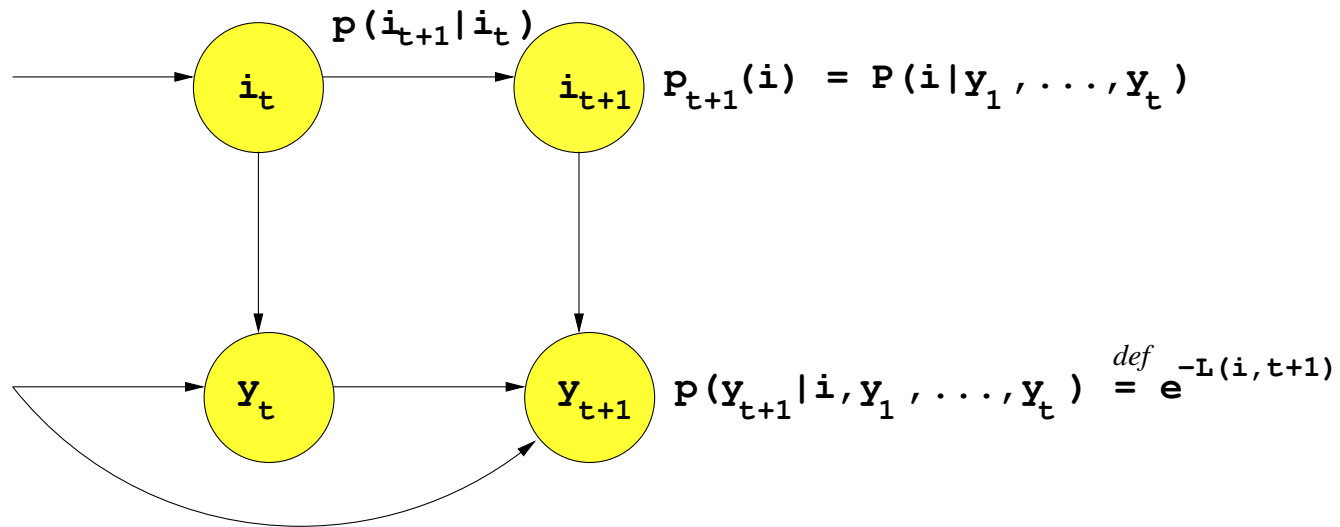 p(i_{t+1}|i_t)
i_t
i_{t+1}
p_{t+1}(i) = P(i|y_1,...,y_t)
y_t
y_{t+1}
p(y_{t+1}|i,y_1,...,y_t) \overset{def}{=} e^{-L(i,t+1)}